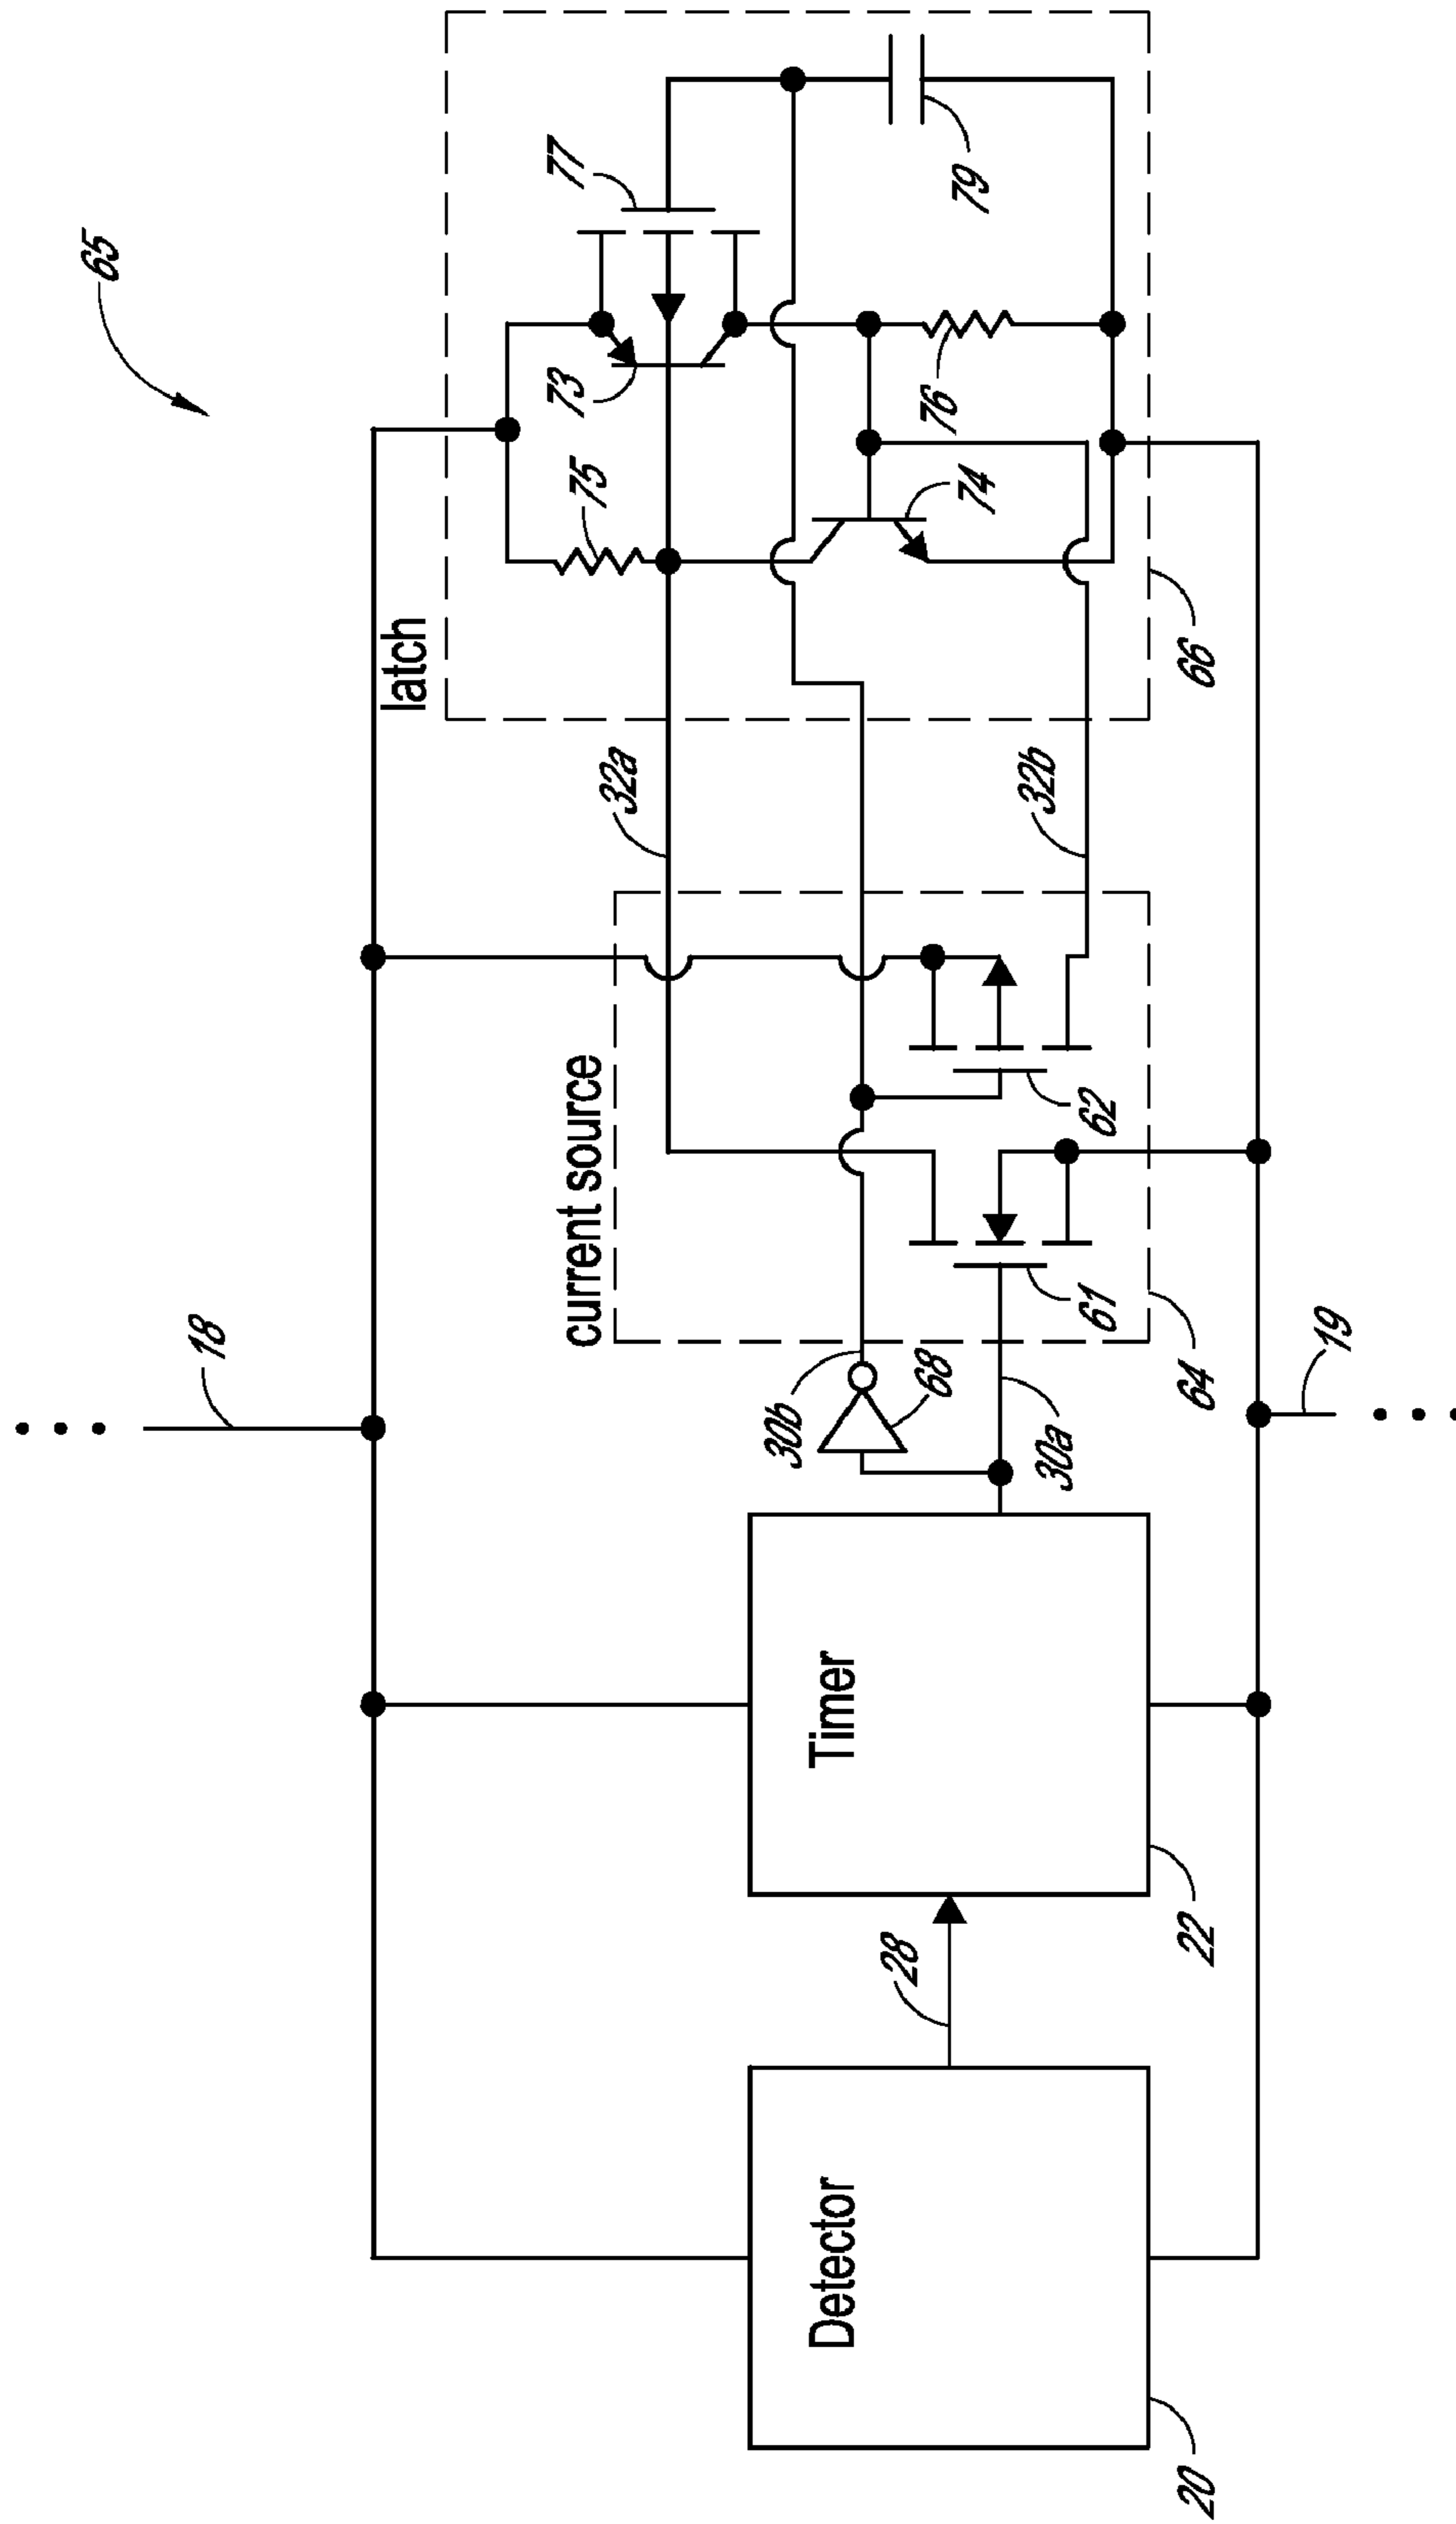 65
18
latch
77
73
75
79
76
74
66
32a
32b
current source
62
61
64
30b
68
30a
19
Timer
22
28
Detector
20